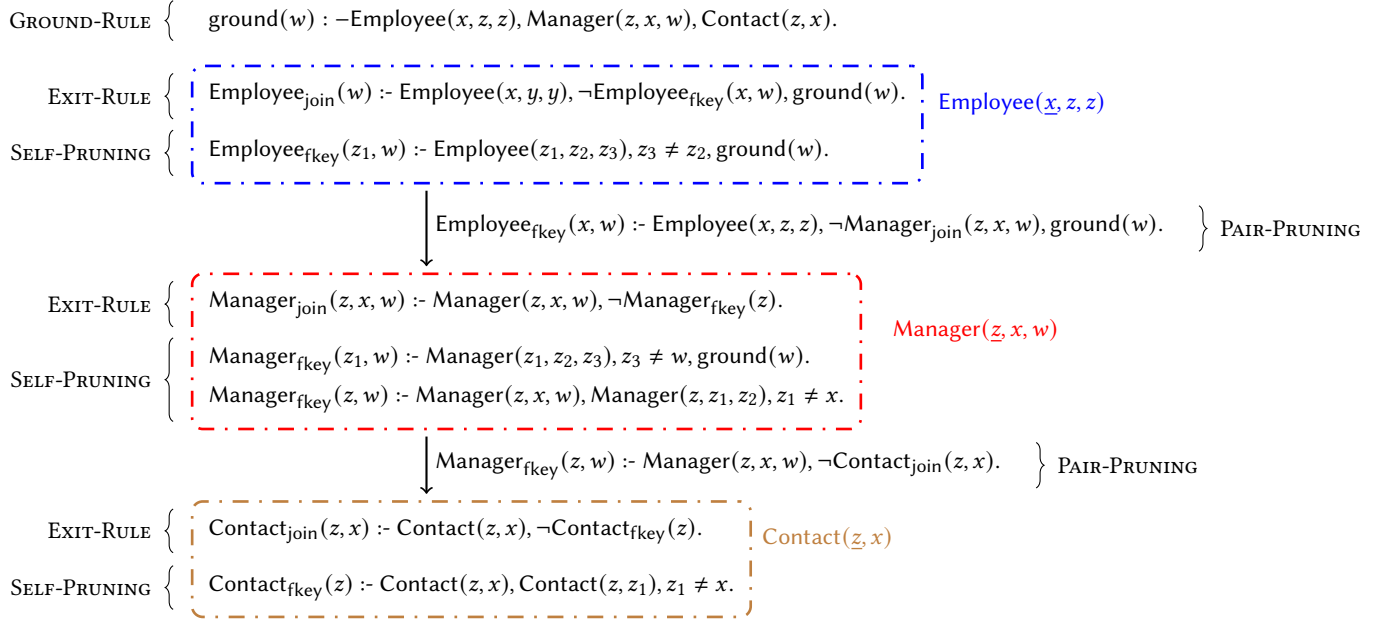 GROUND-RULE { ground(w) : −Employee(x, z, z), Manager(z, x, w), Contact(z, x).
EXIT-RULE { Employee_join(w) :- Employee(x, y, y), ¬Employee_fkey(x, w), ground(w).
Employee(x, z, z)
SELF-PRUNING { Employee_fkey(z₁, w) :- Employee(z₁, z₂, z₃), z₃ ≠ z₂, ground(w).
Employee_fkey(x, w) :- Employee(x, z, z), ¬Manager_join(z, x, w), ground(w). } PAIR-PRUNING
EXIT-RULE { Manager_join(z, x, w) :- Manager(z, x, w), ¬Manager_fkey(z).
Manager(z, x, w)
SELF-PRUNING { Manager_fkey(z₁, w) :- Manager(z₁, z₂, z₃), z₃ ≠ w, ground(w).
Manager_fkey(z, w) :- Manager(z, x, w), Manager(z, z₁, z₂), z₁ ≠ x.
Manager_fkey(z, w) :- Manager(z, x, w), ¬Contact_join(z, x). } PAIR-PRUNING
EXIT-RULE { Contact_join(z, x) :- Contact(z, x), ¬Contact_fkey(z).
Contact(z, x)
SELF-PRUNING { Contact_fkey(z) :- Contact(z, x), Contact(z, z₁), z₁ ≠ x.